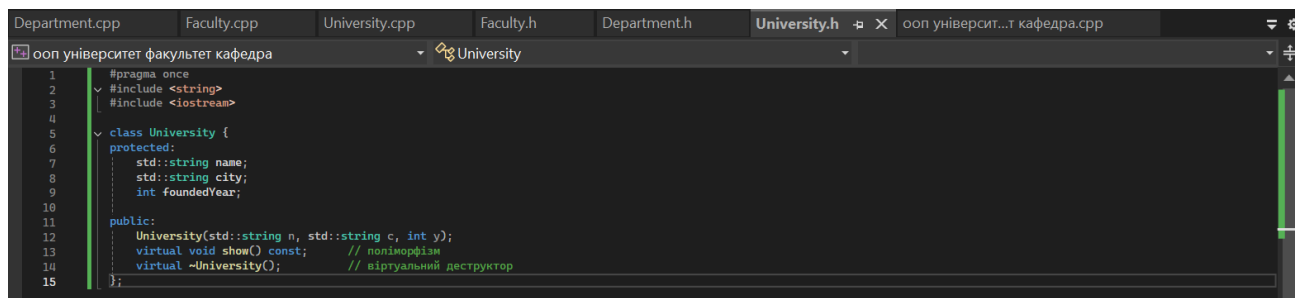 Department.cpp Faculty.cpp University.cpp Faculty.h Department.h University.h ооп університ...т кафедра.cpp
ооп університет факультет кафедра University
1 #pragma once
2 #include <string>
3 #include <iostream>
4
5 class University {
6 protected:
7 std::string name;
8 std::string city;
9 int foundedYear;
10
11 public:
12 University(std::string n, std::string c, int y);
13 virtual void show() const; // поліморфізм
14 virtual ~University(); // віртуальний деструктор
15 };